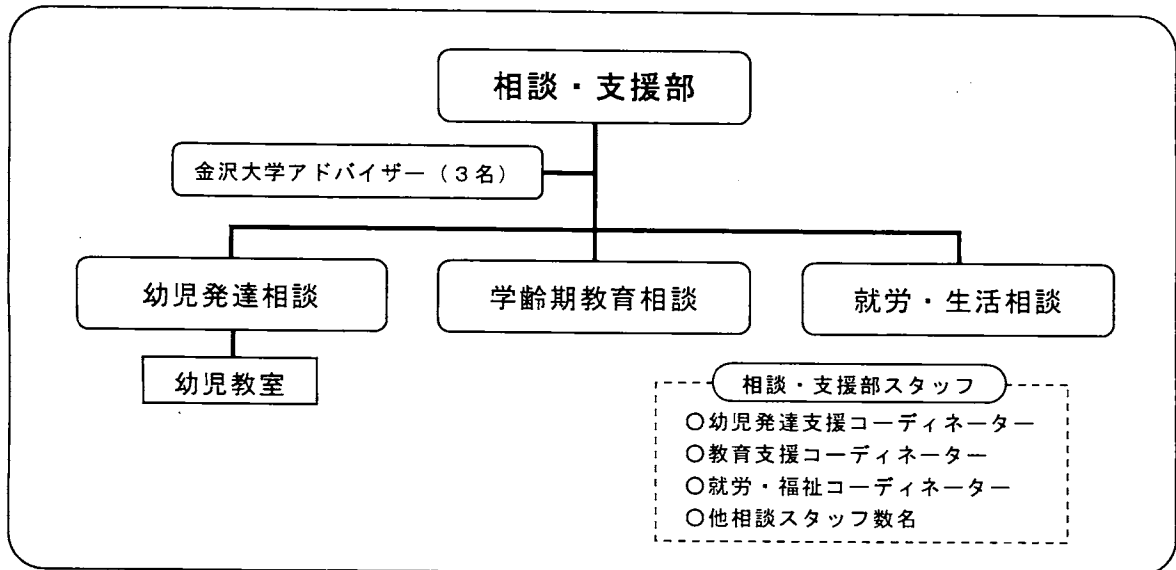 相談・支援部
金沢大学アドバイザー（３名）
幼児発達相談
学齢期教育相談
就労・生活相談
幼児教室
相談・支援部スタッフ
○幼児発達支援コーディネーター
○教育支援コーディネーター
○就労・福祉コーディネーター
○他相談スタッフ数名